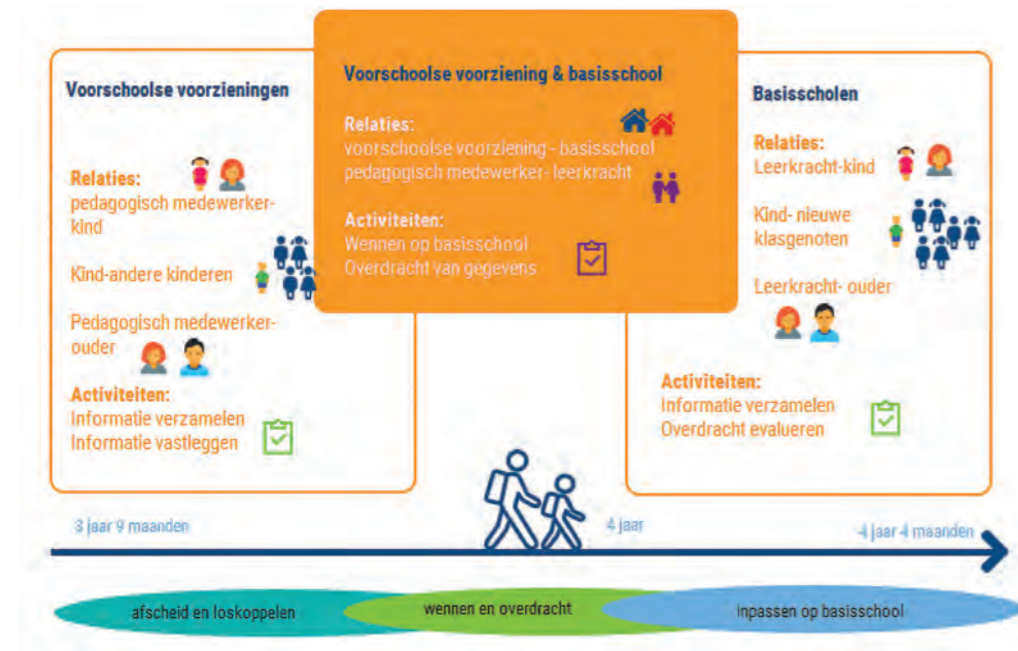 Voorschoolse voorzieningen
Relaties:
pedagogisch medewerker-
kind
Kind-andere kinderen
Pedagogisch medewerker-
ouder
Activiteiten:
Informatie verzamelen
Informatie vastleggen
Voorschoolse voorziening & basisschool
Relaties:
voorschoolse voorziening - basisschool
pedagogisch medewerker- leerkracht
Activiteiten:
Wennen op basisschool
Overdracht van gegevens
Basisscholen
Relaties:
Leerkracht-kind
Kind- nieuwe
klasgenoten
Leerkracht- ouder
Activiteiten:
Informatie verzamelen
Overdracht evalueren
3 jaar 9 maanden
4 jaar
4 jaar 4 maanden
afscheid en loskoppelen
wennen en overdracht
inpassen op basisschool